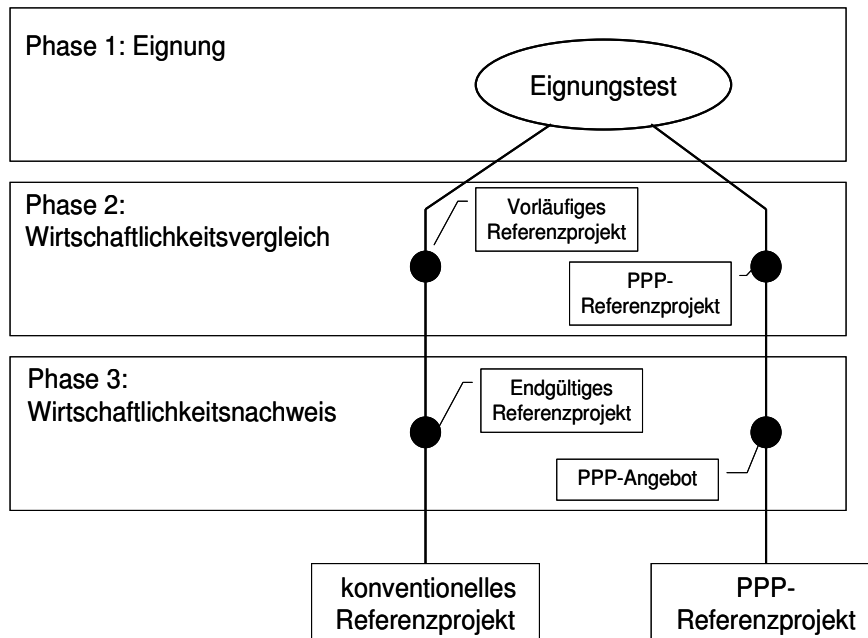 Phase 1: Eignung
Eignungstest
Phase 2:
Wirtschaftlichkeitsvergleich
Vorläufiges
Referenzprojekt
PPP-
Referenzprojekt
Phase 3:
Wirtschaftlichkeitsnachweis
Endgültiges
Referenzprojekt
PPP-Angebot
konventionelles
Referenzprojekt
PPP-
Referenzprojekt